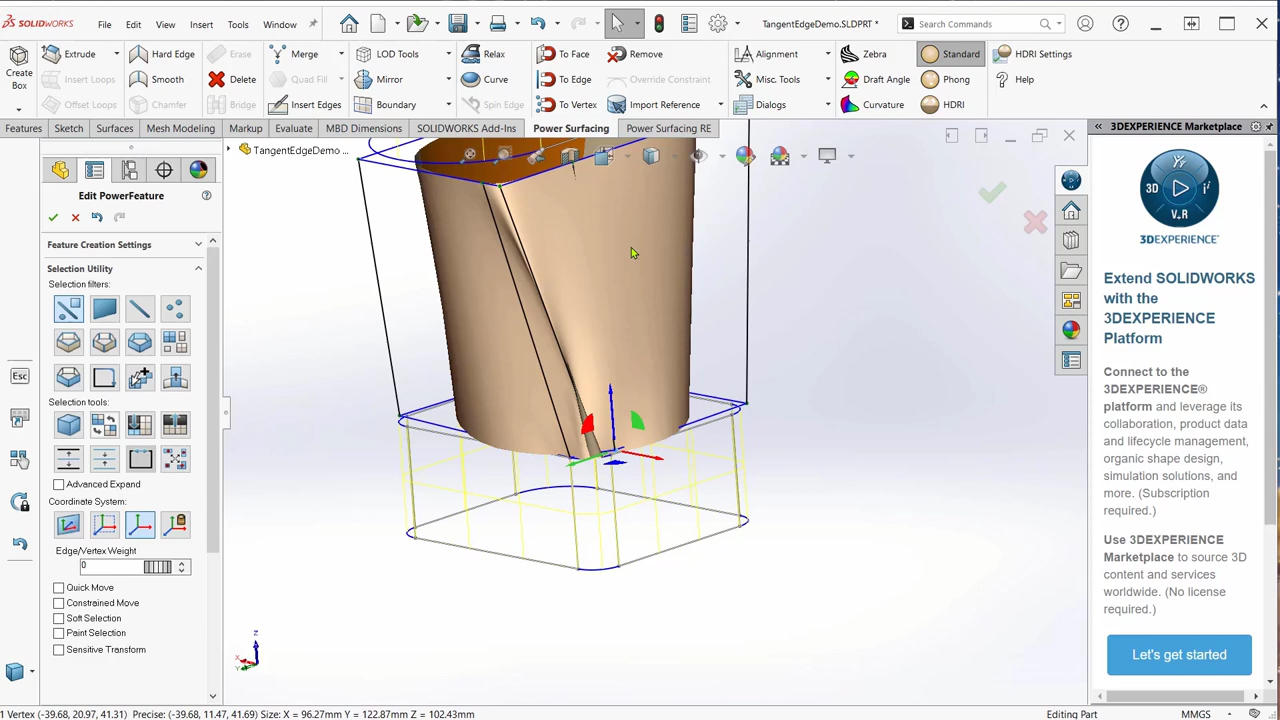 SOLIDWORKS File Edit View Insert Tools Window TangentEdgeDemo.SLDPRT * Search Commands
Create Box
Extrude Hard Edge Erase Merge LOD Tools Relax To Face Remove Alignment Zebra Standard HDRI Settings
Insert Loops Smooth Delete Quad Fill Mirror Curve To Edge Override Constraint Misc. Tools Draft Angle Phong Help
Offset Loops Chamfer Bridge Insert Edges Boundary Spin Edge To Vertex Import Reference Dialogs Curvature HDRI
Features Sketch Surfaces Mesh Modeling Markup Evaluate MBD Dimensions SOLIDWORKS Add-Ins Power Surfacing Power Surfacing RE
3DEXPERIENCE Marketplace
TangentEdgeDemo ...
Edit PowerFeature
Feature Creation Settings
Selection Utility
Selection filters:
Selection tools:
Advanced Expand
Coordinate System:
Edge/Vertex Weight
0
Quick Move
Constrained Move
Soft Selection
Paint Selection
Sensitive Transform
Esc
Z
X
Y
3D
V+R
3DEXPERIENCE
Extend SOLIDWORKS
with the
3DEXPERIENCE
Platform
Connect to the
3DEXPERIENCE®
platform and leverage its
collaboration, product data
and lifecycle management,
organic shape design,
simulation solutions, and
more. (Subscription
required.)
Use 3DEXPERIENCE
Marketplace to source 3D
content and services
worldwide. (No license
required.)
Let's get started
1 Vertex (-39.68, 20.97, 41.31) Precise: (-39.68, 11.47, 41.69) Size: X = 96.27mm Y = 122.87mm Z = 102.43mm
Editing Part MMGS